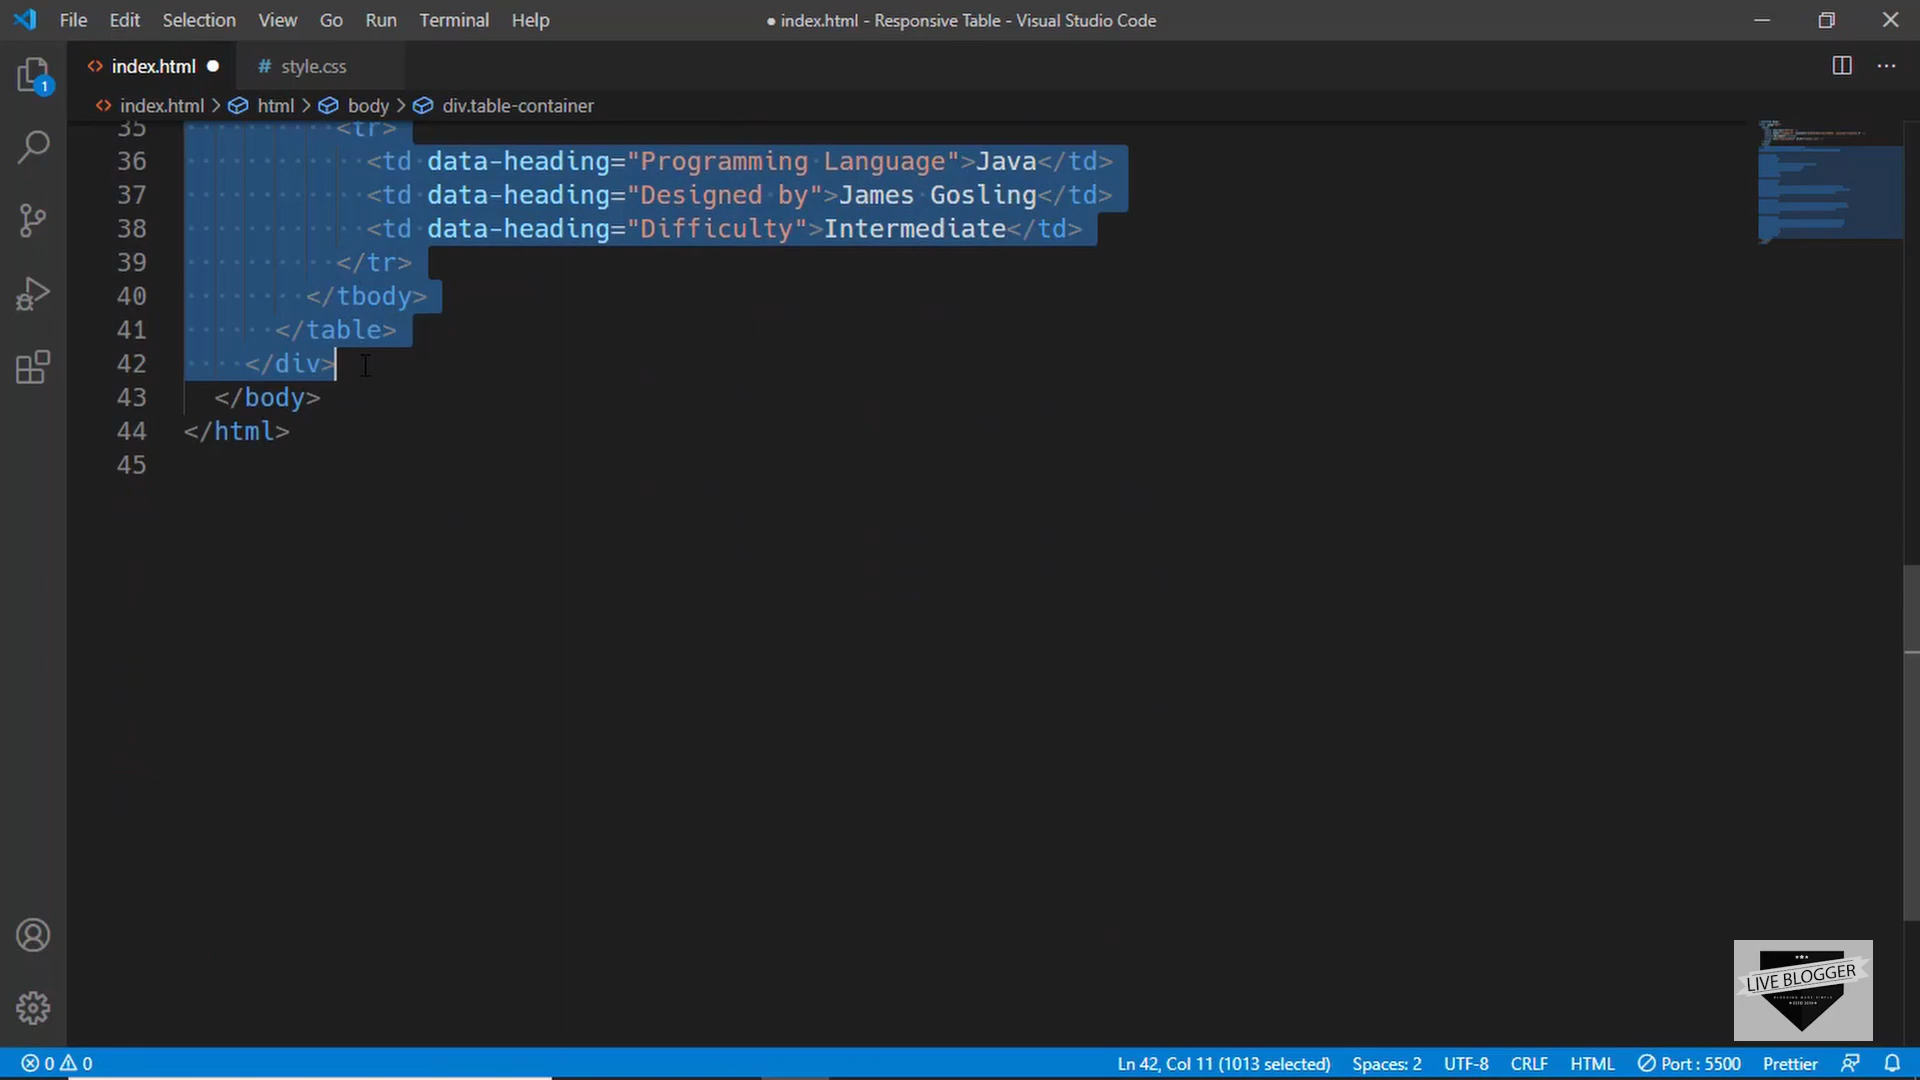 File Edit Selection View Go Run Terminal Help
● index.html - Responsive Table - Visual Studio Code
1
<> index.html ●
# style.css
<> index.html > html > body > div.table-container
35 <tr>
36 <td data-heading="Programming Language">Java</td>
37 <td data-heading="Designed by">James Gosling</td>
38 <td data-heading="Difficulty">Intermediate</td>
39 </tr>
40 </tbody>
41 </table>
42 </div>
43 </body>
44 </html>
45
LIVE BLOGGER
0 0
Ln 42, Col 11 (1013 selected) Spaces: 2 UTF-8 CRLF HTML Port : 5500 Prettier